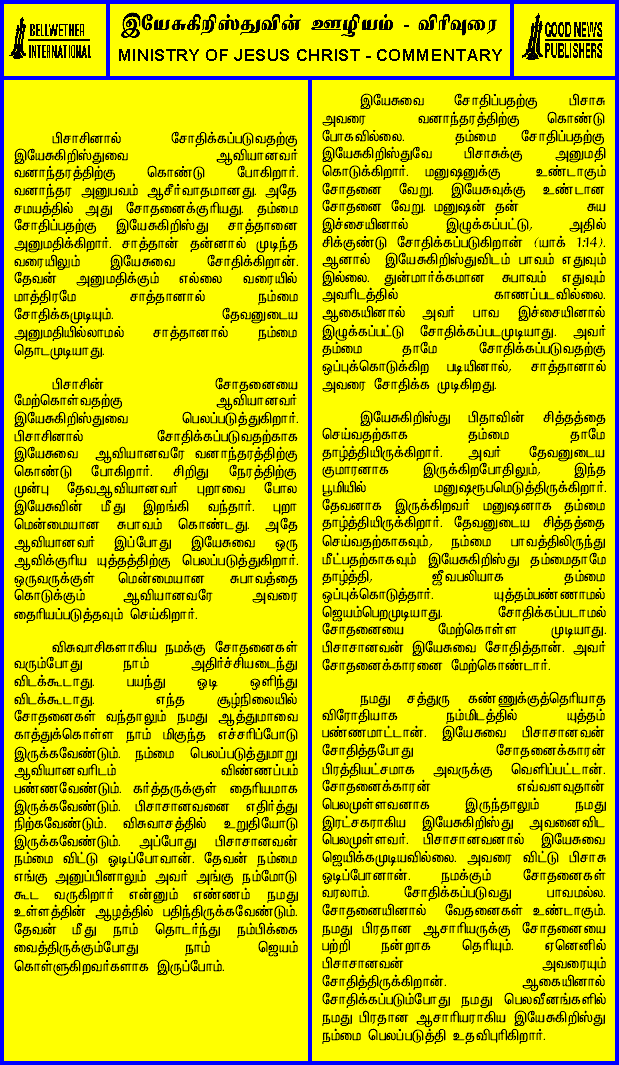 BELLWETHER
INTERNATIONAL
இயேசுகிறிஸ்துவின் ஊழியம் - விரிவுரை
MINISTRY OF JESUS CHRIST - COMMENTARY
GOOD NEWS
PUBLISHERS
பிசாசினால் சோதிக்கப்படுவதற்கு
இயேசுகிறிஸ்துவை ஆவியானவர்
வனாந்தரத்திற்கு கொண்டு போகிறார்.
வனாந்தர அனுபவம் ஆசீர்வாதமானது. அதே
சமயத்தில் அது சோதனைக்குரியது. தம்மை
சோதிப்பதற்கு இயேசுகிறிஸ்து சாத்தானை
அனுமதிக்கிறார். சாத்தான் தன்னால் முடிந்த
வரையிலும் இயேசுவை சோதிக்கிறான்.
தேவன் அனுமதிக்கும் எல்லை வரையில்
மாத்திரமே சாத்தானால் நம்மை
சோதிக்கமுடியும். தேவனுடைய
அனுமதியில்லாமல் சாத்தானால் நம்மை
தொடமுடியாது.
பிசாசின் சோதனையை
மேற்கொள்வதற்கு ஆவியானவர்
இயேசுகிறிஸ்துவை பெலப்படுத்துகிறார்.
பிசாசினால் சோதிக்கப்படுவதற்காக
இயேசுவை ஆவியானவரே வனாந்தரத்திற்கு
கொண்டு போகிறார். சிறிது நேரத்திற்கு
முன்பு தேவஆவியானவர் புறாவை போல
இயேசுவின் மீது இறங்கி வந்தார். புறா
மென்மையான சுபாவம் கொண்டது. அதே
ஆவியானவர் இப்போது இயேசுவை ஒரு
ஆவிக்குரிய யுத்தத்திற்கு பெலப்படுத்துகிறார்.
ஒருவருக்குள் மென்மையான சுபாவத்தை
கொடுக்கும் ஆவியானவரே அவரை
தைரியப்படுத்தவும் செய்கிறார்.
விசுவாசிகளாகிய நமக்கு சோதனைகள்
வரும்போது நாம் அதிர்ச்சியடைந்து
விடக்கூடாது. பயந்து ஓடி ஒளிந்து
விடக்கூடாது. எந்த சூழ்நிலையில்
சோதனைகள் வந்தாலும் நமது ஆத்துமாவை
காத்துக்கொள்ள நாம் மிகுந்த எச்சரிப்போடு
இருக்கவேண்டும். நம்மை பெலப்படுத்துமாறு
ஆவியானவரிடம் விண்ணப்பம்
பண்ணவேண்டும். கர்த்தருக்குள் தைரியமாக
இருக்கவேண்டும். பிசாசானவனை எதிர்த்து
நிற்கவேண்டும். விசுவாசத்தில் உறுதியோடு
இருக்கவேண்டும். அப்போது பிசாசானவன்
நம்மை விட்டு ஓடிப்போவான். தேவன் நம்மை
எங்கு அனுப்பினாலும் அவர் அங்கு நம்மோடு
கூட வருகிறார் என்னும் எண்ணம் நமது
உள்ளத்தின் ஆழத்தில் பதிந்திருக்கவேண்டும்.
தேவன் மீது நாம் தொடர்ந்து நம்பிக்கை
வைத்திருக்கும்போது நாம் ஜெயம்
கொள்ளுகிறவர்களாக இருப்போம்.
இயேசுவை சோதிப்பதற்கு பிசாசு
அவரை வனாந்தரத்திற்கு கொண்டு
போகவில்லை. தம்மை சோதிப்பதற்கு
இயேசுகிறிஸ்துவே பிசாசுக்கு அனுமதி
கொடுக்கிறார். மனுஷனுக்கு உண்டாகும்
சோதனை வேறு. இயேசுவுக்கு உண்டான
சோதனை வேறு. மனுஷன் தன் சுய
இச்சையினால் இழுக்கப்பட்டு, அதில்
சிக்குண்டு சோதிக்கப்படுகிறான் (யாக் 1:14).
ஆனால் இயேசுகிறிஸ்துவிடம் பாவம் எதுவும்
இல்லை. துன்மார்க்கமான சுபாவம் எதுவும்
அவரிடத்தில் காணப்படவில்லை.
ஆகையினால் அவர் பாவ இச்சையினால்
இழுக்கப்பட்டு சோதிக்கப்படமுடியாது. அவர்
தம்மை தாமே சோதிக்கப்படுவதற்கு
ஒப்புக்கொடுக்கிற படியினால், சாத்தானால்
அவரை சோதிக்க முடிகிறது.
இயேசுகிறிஸ்து பிதாவின் சித்தத்தை
செய்வதற்காக தம்மை தாமே
தாழ்த்தியிருக்கிறார். அவர் தேவனுடைய
குமாரனாக இருக்கிறபோதிலும், இந்த
பூமியில் மனுஷரூபமெடுத்திருக்கிறார்.
தேவனாக இருக்கிறவர் மனுஷனாக தம்மை
தாழ்த்தியிருக்கிறார். தேவனுடைய சித்தத்தை
செய்வதற்காகவும், நம்மை பாவத்திலிருந்து
மீட்பதற்காகவும் இயேசுகிறிஸ்து தம்மைதாமே
தாழ்த்தி, ஜீவபலியாக தம்மை
ஒப்புக்கொடுத்தார். யுத்தம்பண்ணாமல்
ஜெயம்பெறமுடியாது. சோதிக்கப்படாமல்
சோதனையை மேற்கொள்ள முடியாது.
பிசாசானவன் இயேசுவை சோதித்தான். அவர்
சோதனைக்காரனை மேற்கொண்டார்.
நமது சத்துரு கண்ணுக்குத்தெரியாத
விரோதியாக நம்மிடத்தில் யுத்தம்
பண்ணமாட்டான். இயேசுவை பிசாசானவன்
சோதித்தபோது சோதனைக்காரன்
பிரத்தியட்சமாக அவருக்கு வெளிப்பட்டான்.
சோதனைக்காரன் எவ்வளவுதான்
பெலமுள்ளவனாக இருந்தாலும் நமது
இரட்சகராகிய இயேசுகிறிஸ்து அவனைவிட
பெலமுள்ளவர். பிசாசானவனால் இயேசுவை
ஜெயிக்கமுடியவில்லை. அவரை விட்டு பிசாசு
ஓடிப்போனான். நமக்கும் சோதனைகள்
வரலாம். சோதிக்கப்படுவது பாவமல்ல.
சோதனையினால் வேதனைகள் உண்டாகும்.
நமது பிரதான ஆசாரியருக்கு சோதனையை
பற்றி நன்றாக தெரியும். ஏனெனில்
பிசாசானவன் அவரையும்
சோதித்திருக்கிறான். ஆகையினால்
சோதிக்கப்படும்போது நமது பெலவீனங்களில்
நமது பிரதான ஆசாரியராகிய இயேசுகிறிஸ்து
நம்மை பெலப்படுத்தி உதவிபுரிகிறார்.